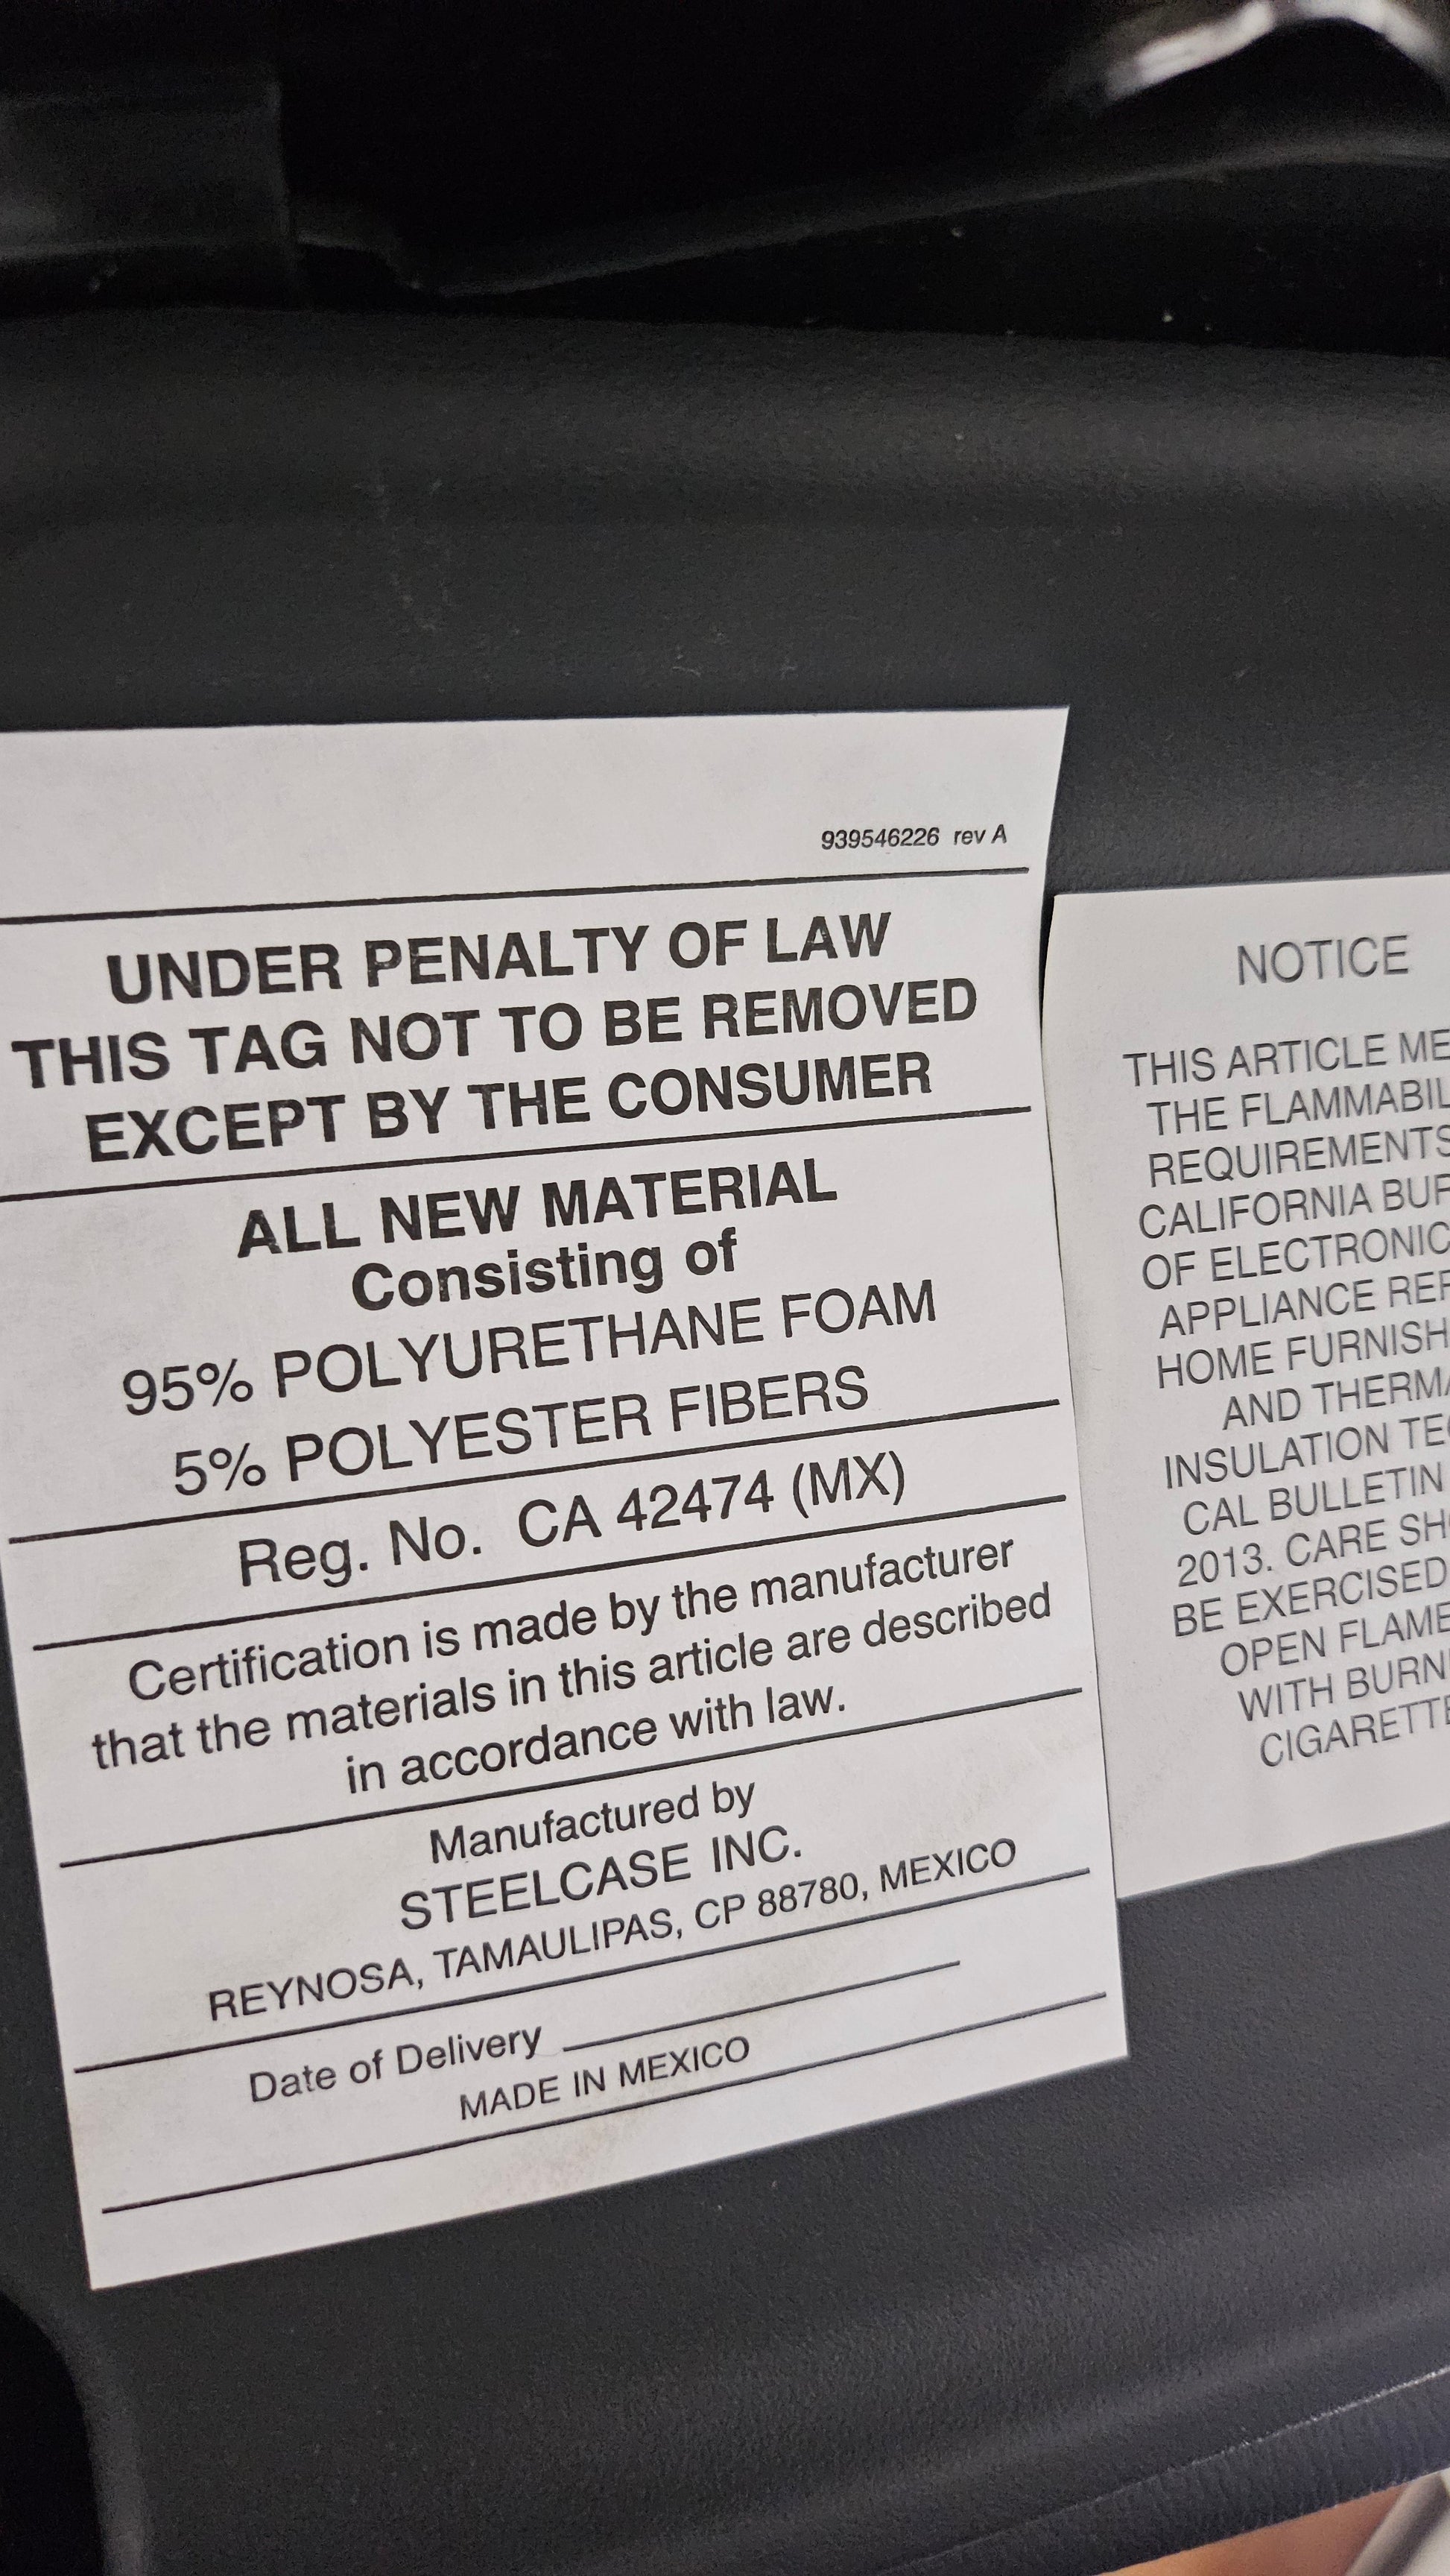 939546226 rev A
UNDER PENALTY OF LAW
THIS TAG NOT TO BE REMOVED
EXCEPT BY THE CONSUMER
ALL NEW MATERIAL
Consisting of
95% POLYURETHANE FOAM
5% POLYESTER FIBERS
Reg. No. CA 42474 (MX)
Certification is made by the manufacturer
that the materials in this article are described
in accordance with law.
Manufactured by
STEELCASE INC.
REYNOSA, TAMAULIPAS, CP 88780, MEXICO
Date of Delivery
MADE IN MEXICO
NOTICE
THIS ARTICLE
THE
REQUIREMENTS
CALIFORNIA
OF
APPLIANCE
HOME
AND
INSULATION
CAL BULLETIN
2013. CARE
BE EXERCISED
OPEN
WITH